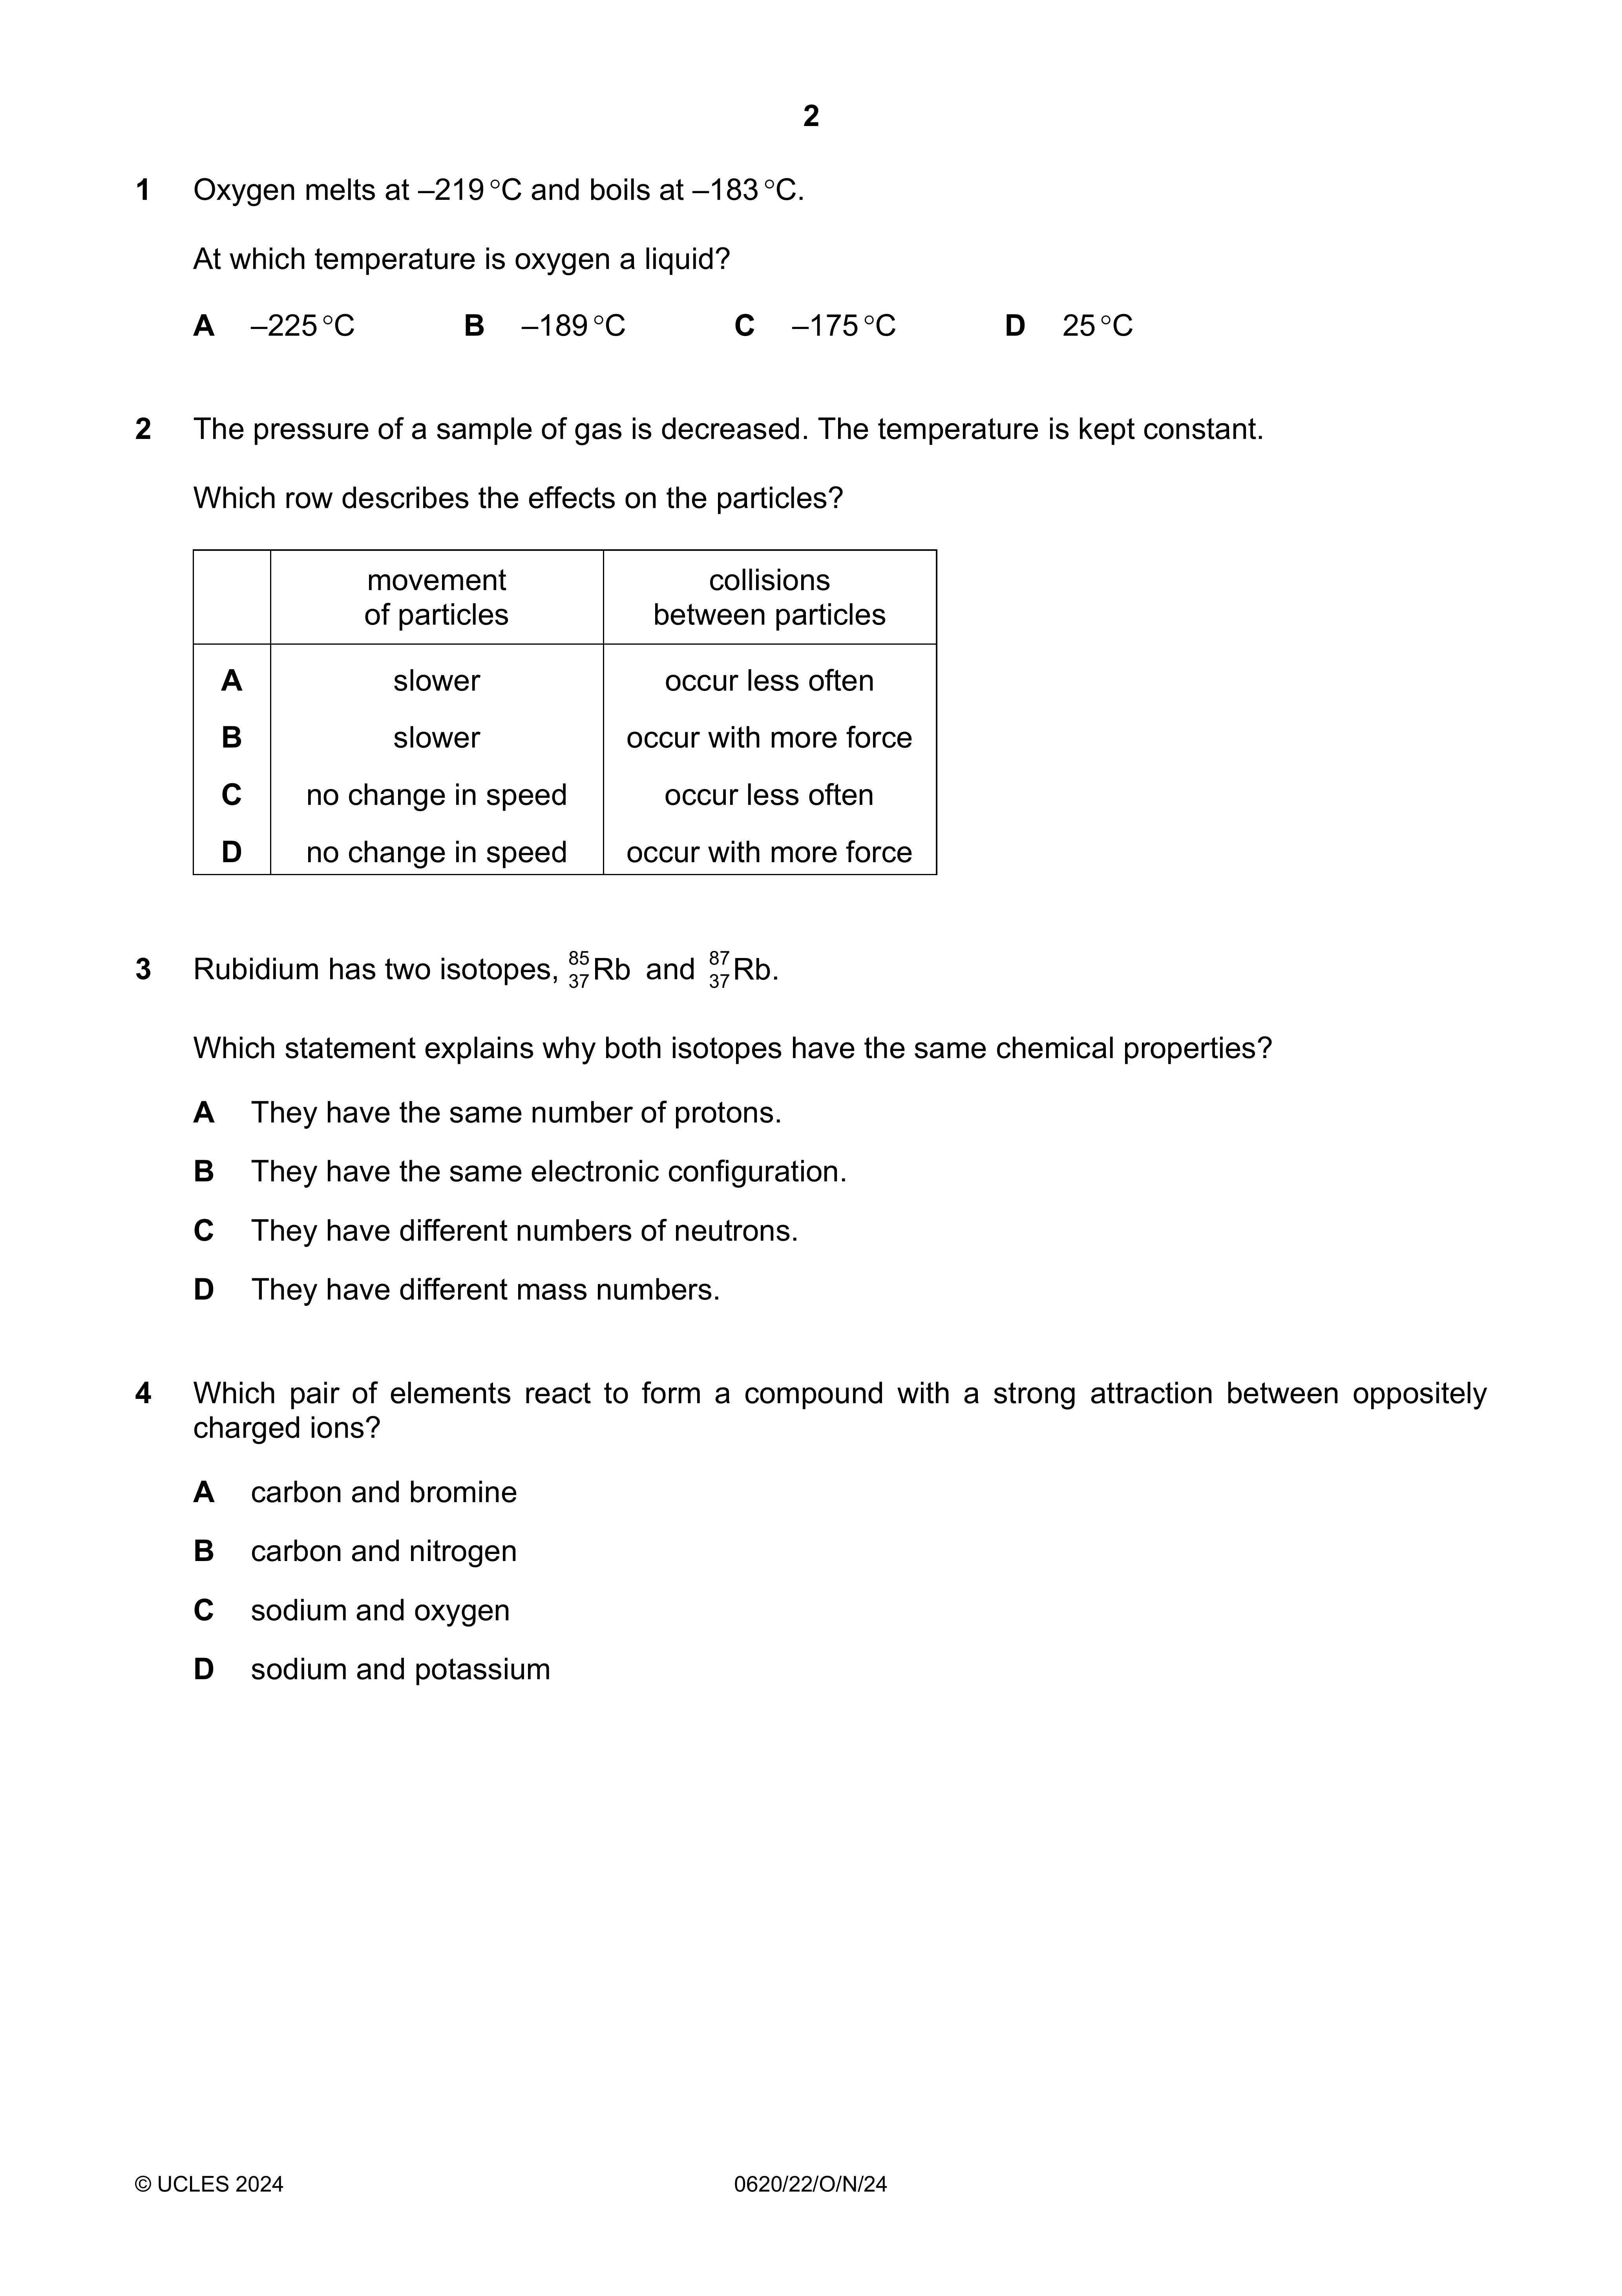 2
1 Oxygen melts at –219 °C and boils at –183 °C.
At which temperature is oxygen a liquid?
A –225 °C B –189 °C C –175 °C D 25 °C
2 The pressure of a sample of gas is decreased. The temperature is kept constant.
Which row describes the effects on the particles?
movement of particles collisions between particles
A slower occur less often
B slower occur with more force
C no change in speed occur less often
D no change in speed occur with more force
3 Rubidium has two isotopes, ⁸⁵₃₇Rb and ⁸⁷₃₇Rb.
Which statement explains why both isotopes have the same chemical properties?
A They have the same number of protons.
B They have the same electronic configuration.
C They have different numbers of neutrons.
D They have different mass numbers.
4 Which pair of elements react to form a compound with a strong attraction between oppositely
charged ions?
A carbon and bromine
B carbon and nitrogen
C sodium and oxygen
D sodium and potassium
© UCLES 2024 0620/22/O/N/24